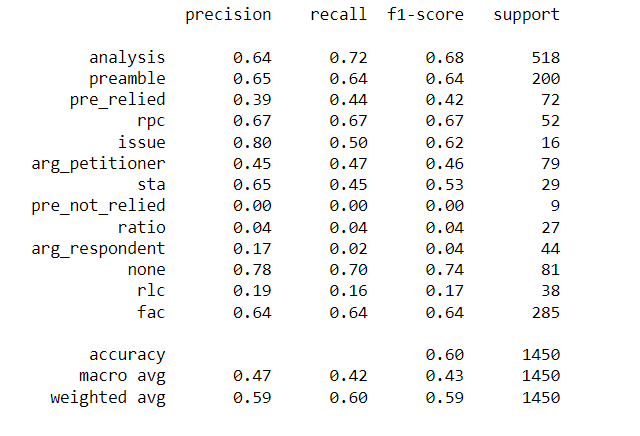 precision recall f1-score support
analysis 0.64 0.72 0.68 518
preamble 0.65 0.64 0.64 200
pre_relied 0.39 0.44 0.42 72
rpc 0.67 0.67 0.67 52
issue 0.80 0.50 0.62 16
arg_petitioner 0.45 0.47 0.46 79
sta 0.65 0.45 0.53 29
pre_not_relied 0.00 0.00 0.00 9
ratio 0.04 0.04 0.04 27
arg_respondent 0.17 0.02 0.04 44
none 0.78 0.70 0.74 81
rlc 0.19 0.16 0.17 38
fac 0.64 0.64 0.64 285
accuracy 0.60 1450
macro avg 0.47 0.42 0.43 1450
weighted avg 0.59 0.60 0.59 1450